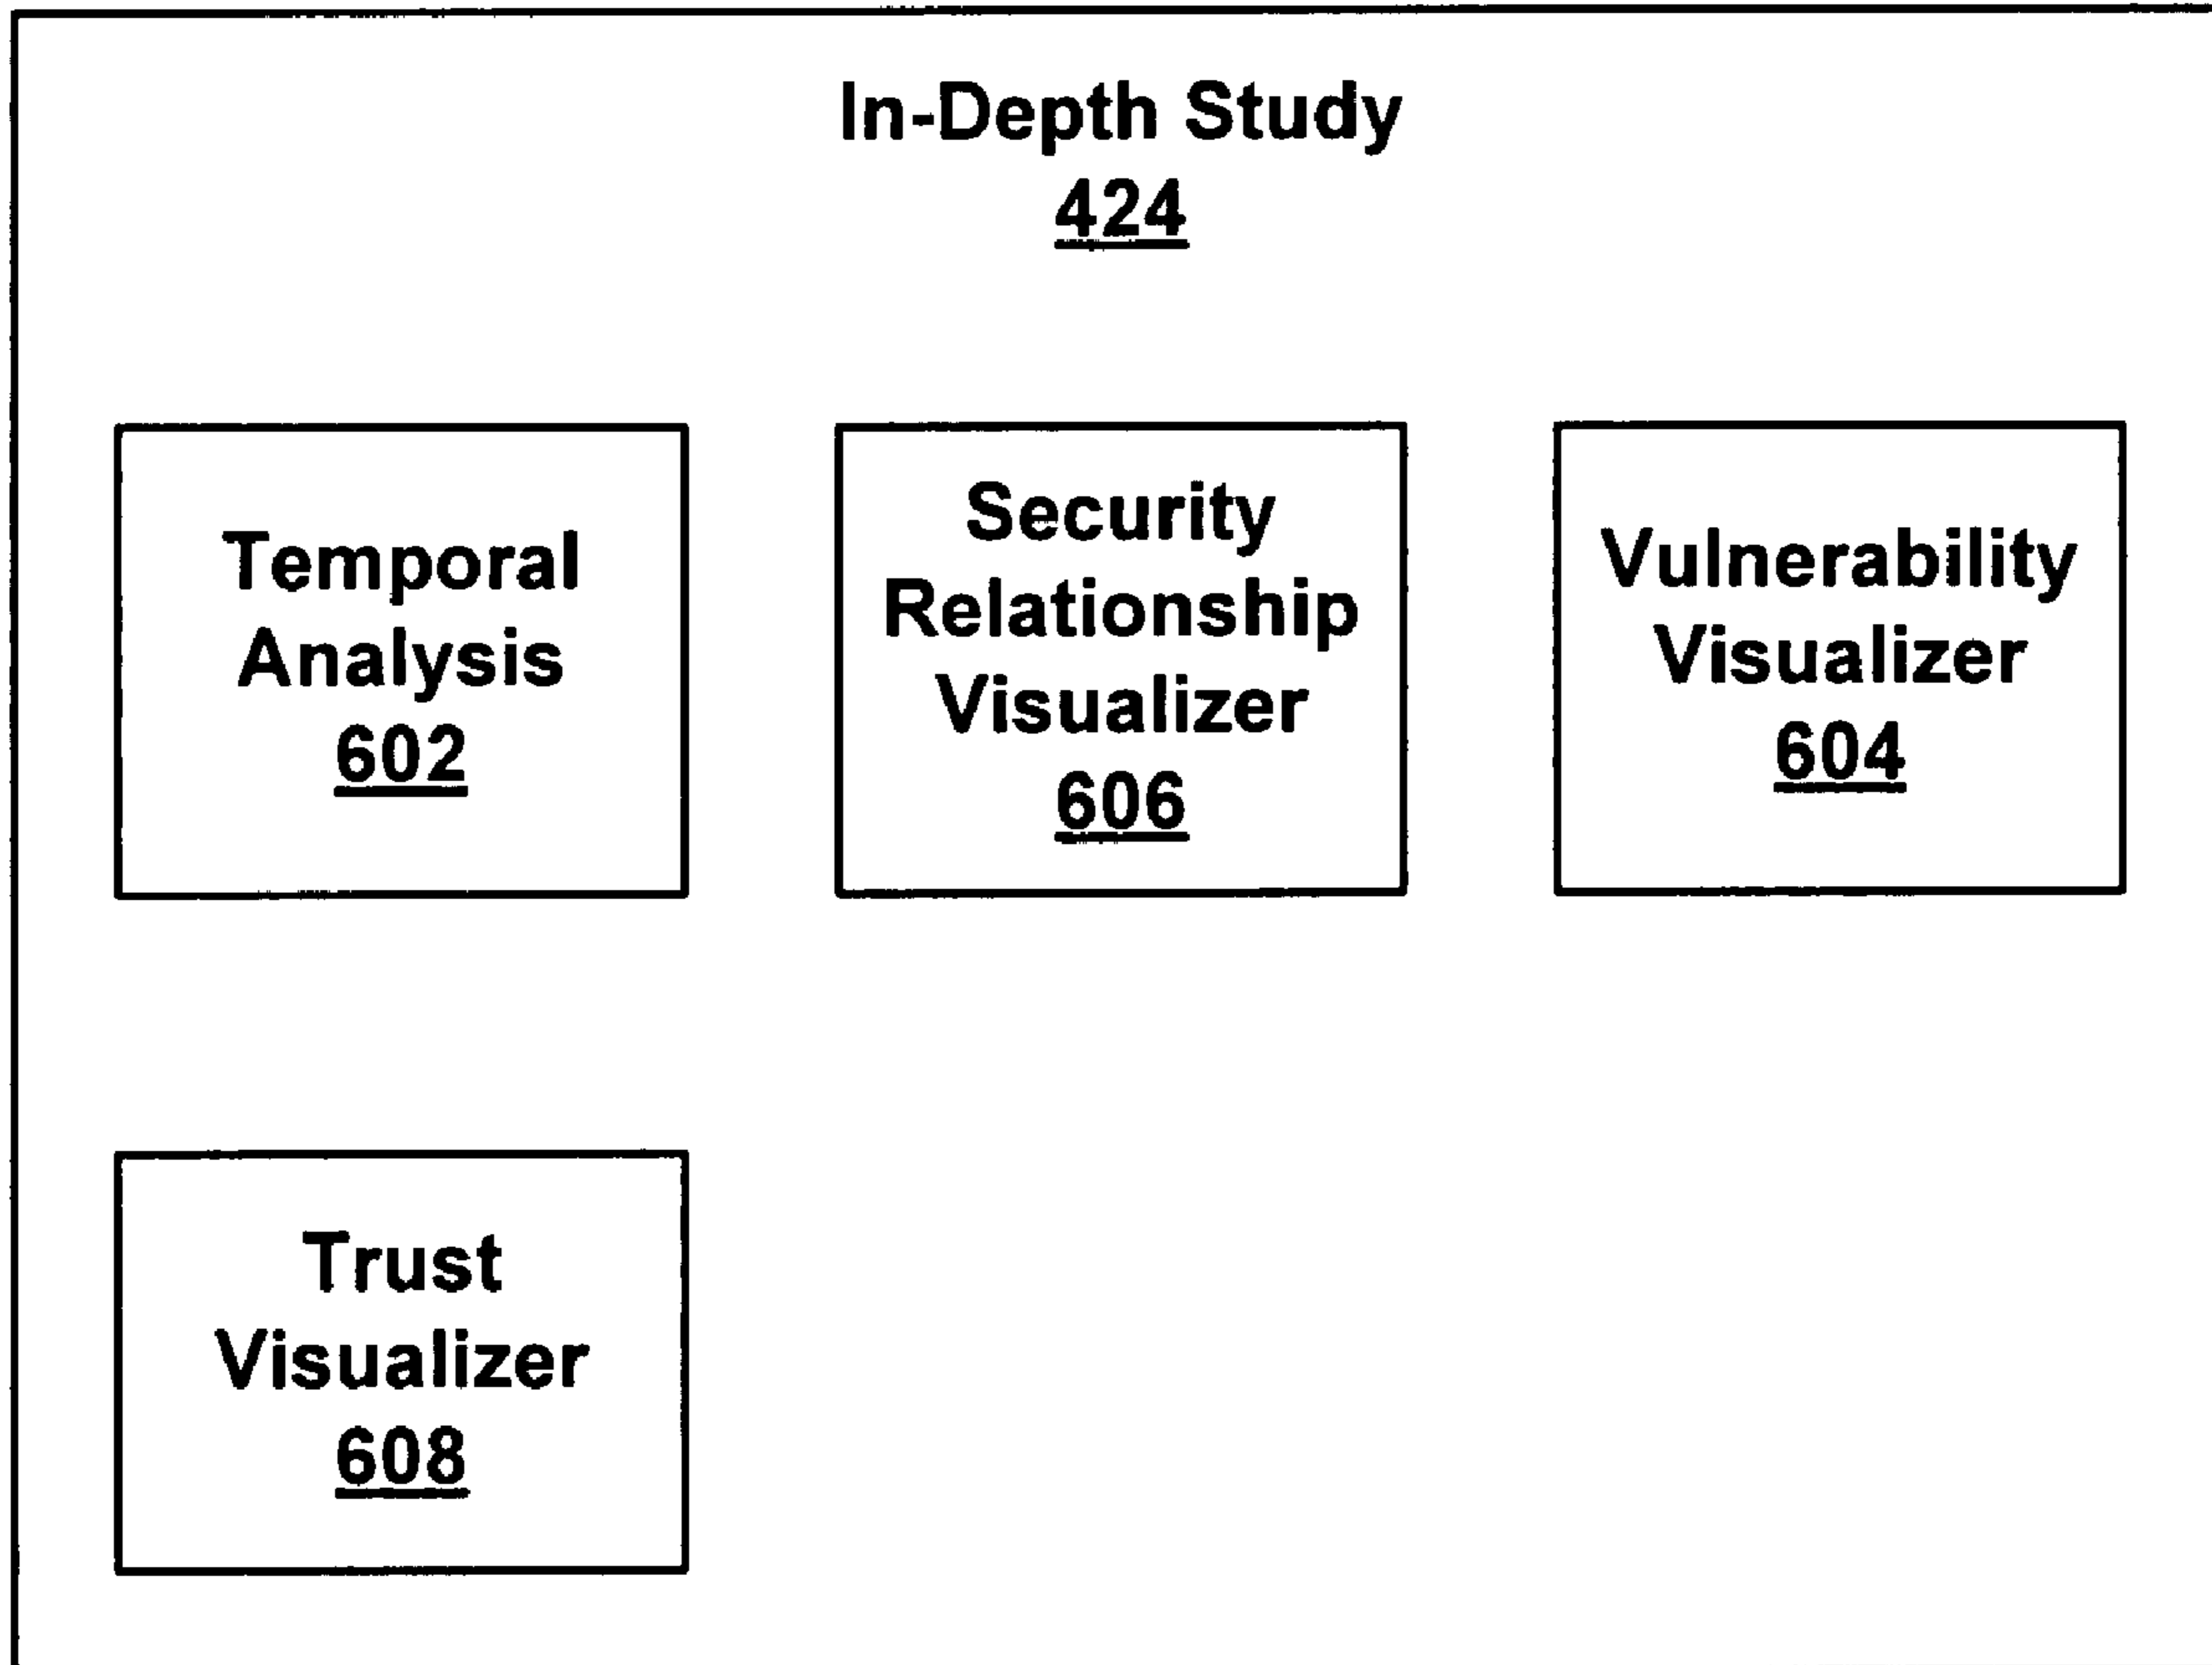 In-Depth Study
424
Temporal
Analysis
602
Security
Relationship
Visualizer
606
Vulnerability
Visualizer
604
Trust
Visualizer
608